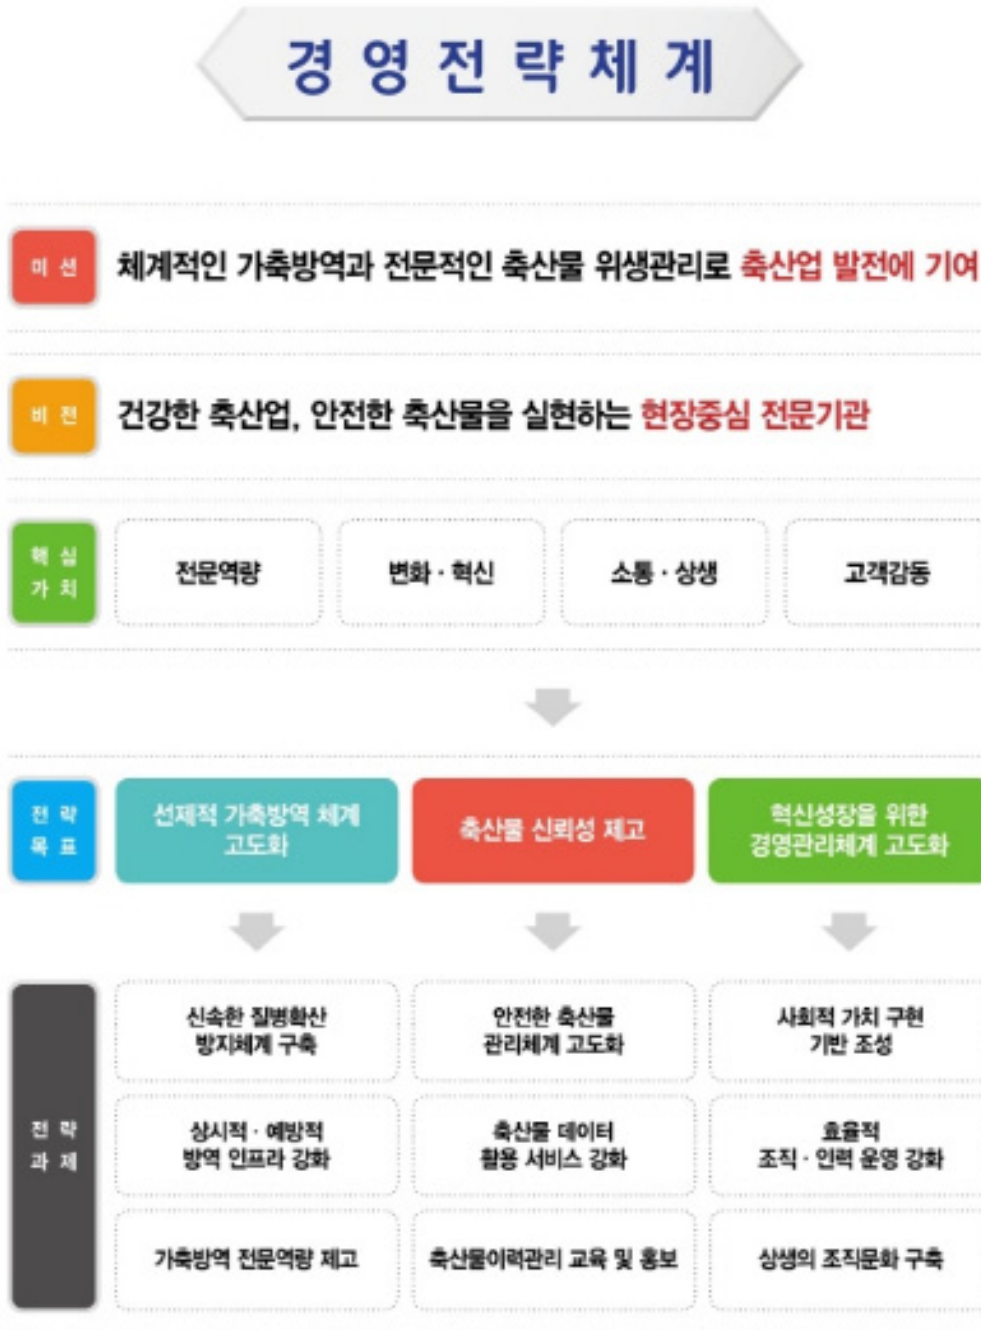 경영전략체계
미션
체계적인 가축방역과 전문적인 축산물 위생관리로 축산업 발전에 기여
비전
건강한 축산업, 안전한 축산물을 실현하는 현장중심 전문기관
핵심
가치
전문역량
변화 · 혁신
소통 · 상생
고객감동
전략
목표
선제적 가축방역 체계
고도화
축산물 신뢰성 제고
혁신성장을 위한
경영관리체계 고도화
전략
과제
신속한 질병확산
방지체계 구축
안전한 축산물
관리체계 고도화
사회적 가치 구현
기반 조성
상시적 · 예방적
방역 인프라 강화
축산물 데이터
활용 서비스 강화
효율적
조직 · 인력 운영 강화
가축방역 전문역량 제고
축산물이력관리 교육 및 홍보
상생의 조직문화 구축